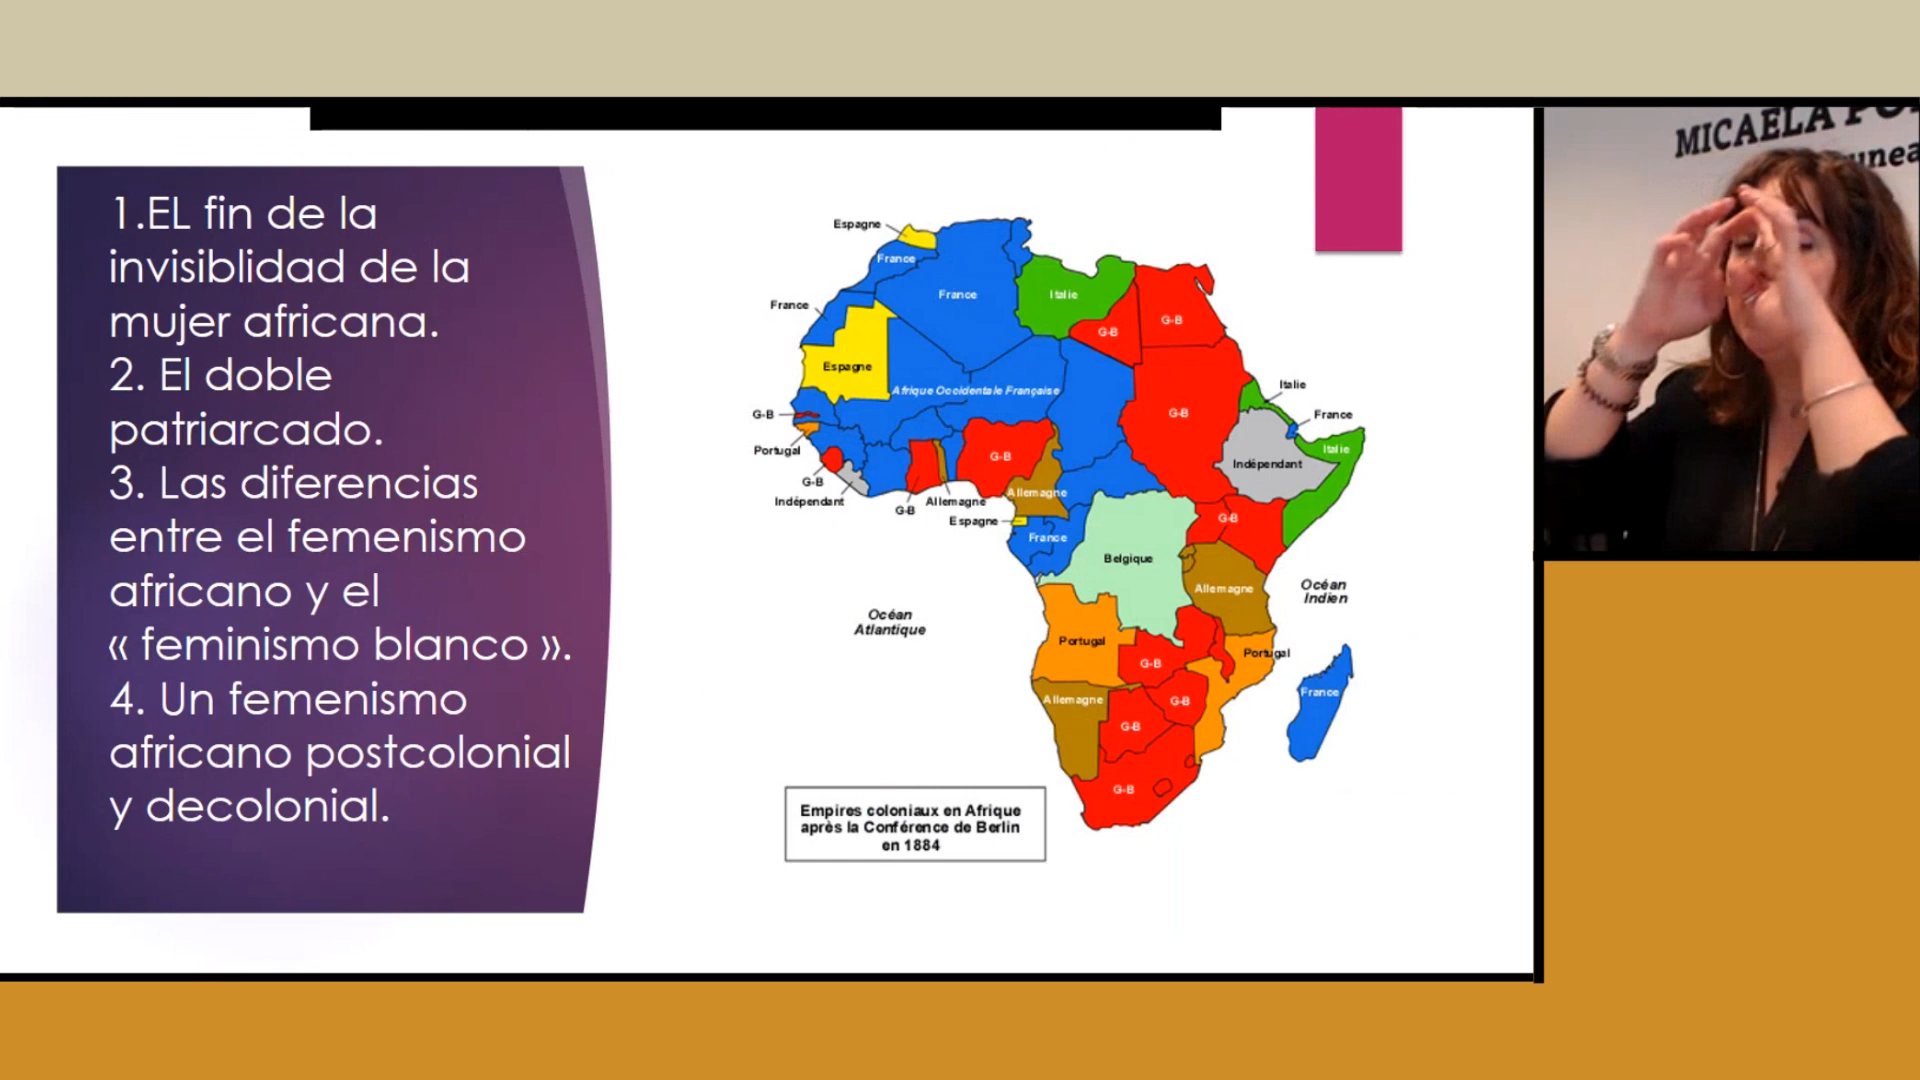 1.EL fin de la
invisiblidad de la
mujer africana.
2. El doble
patriarcado.
3. Las diferencias
entre el femenismo
africano y el
« feminismo blanco ».
4. Un femenismo
africano postcolonial
y decolonial.
Espagne
France
France
Italie
France
G-B
G-B
Espagne
Afrique Occidentale Française
Italie
G-B
G-B
France
Portugal
Italie
G-B
Indépendant
G-B
Indépendant
Allemagne
Allemagne
G-B
Espagne
G-B
France
Belgique
Allemagne
Océan
Indien
Océan
Atlantique
Portugal
Portugal
G-B
France
Allemagne
G-B
G-B
G-B
Empires coloniaux en Afrique
après la Conférence de Berlin
en 1884
MICAELA